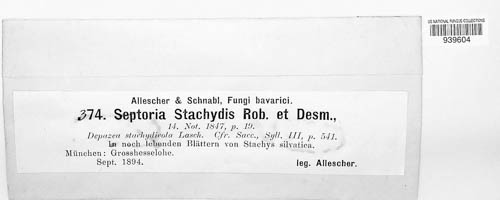 US NATIONAL FUNGUS COLLECTIONS
939604
Allescher & Schnabl, Fungi bavarici.
374. Septoria Stachydis Rob. et Desm.,
14. Not. 1847, p. 19.
Depazea stachydicola Lasch. Cfr. Sacc., Syll. III, p. 541.
In noch lebenden Blättern von Stachys silvatica.
München: Grosshesselohe.
Sept. 1894. leg. Allescher.